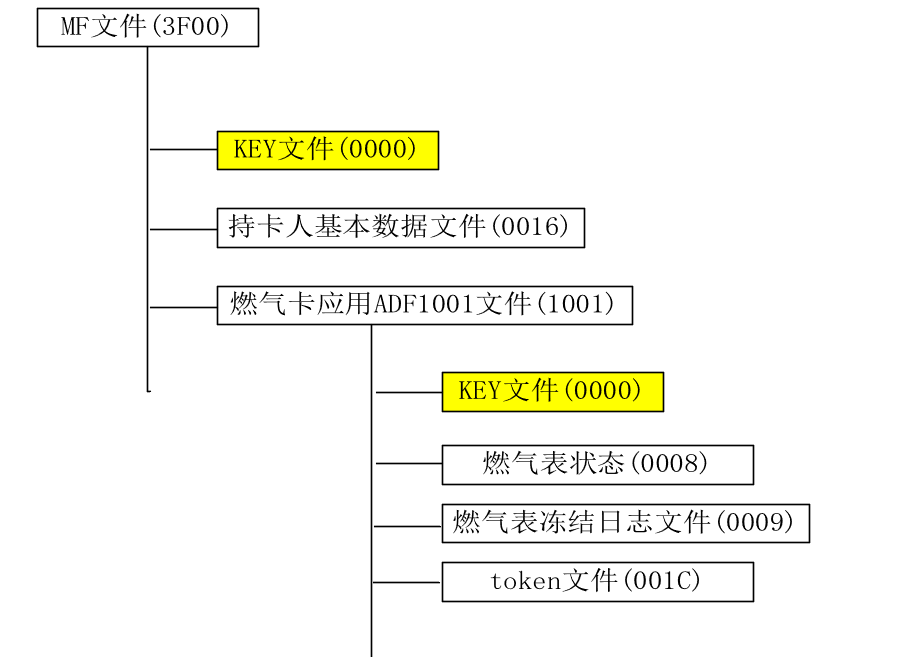 MF文件(3F00)
KEY文件(0000)
持卡人基本数据文件(0016)
燃气卡应用ADF1001文件(1001)
KEY文件(0000)
燃气表状态(0008)
燃气表冻结日志文件(0009)
token文件(001C)